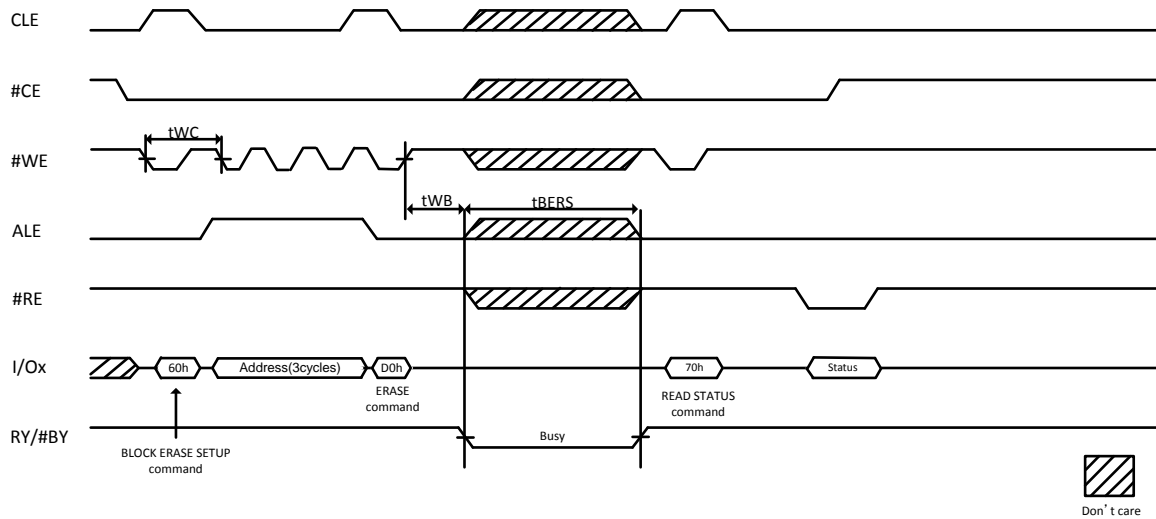 CLE
#CE
tWC
#WE
tWB
tBERS
ALE
#RE
I/Ox
60h
Address(3cycles)
D0h
70h
Status
ERASE
command
READ STATUS
command
RY/#BY
Busy
BLOCK ERASE SETUP
command
Don’t care